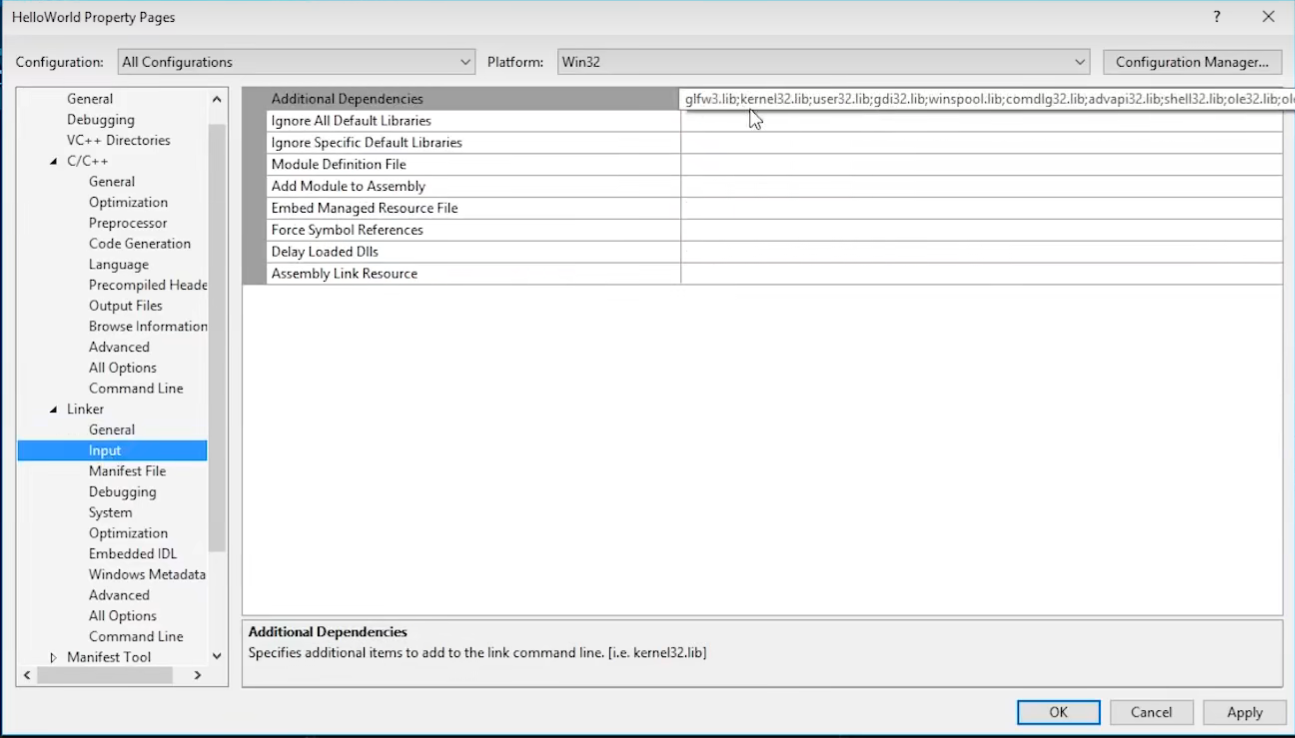 HelloWorld Property Pages
?
Configuration: All Configurations Platform: Win32 Configuration Manager...
General
Debugging
VC++ Directories
C/C++
General
Optimization
Preprocessor
Code Generation
Language
Precompiled Heade
Output Files
Browse Information
Advanced
All Options
Command Line
Linker
General
Input
Manifest File
Debugging
System
Optimization
Embedded IDL
Windows Metadata
Advanced
All Options
Command Line
Manifest Tool
Additional Dependencies glfw3.lib;kernel32.lib;user32.lib;gdi32.lib;winspool.lib;comdlg32.lib;advapi32.lib;shell32.lib;ole32.lib;ol
Ignore All Default Libraries
Ignore Specific Default Libraries
Module Definition File
Add Module to Assembly
Embed Managed Resource File
Force Symbol References
Delay Loaded Dlls
Assembly Link Resource
Additional Dependencies
Specifies additional items to add to the link command line. [i.e. kernel32.lib]
OK Cancel Apply